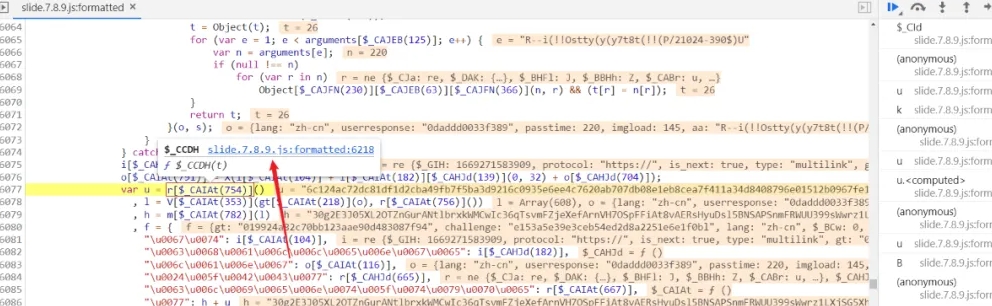 slide.7.8.9.js:formatted ×
6064 t = Object(t); t = 26
6065 for (var e = 1; e < arguments[$_CAJEB(125)]; e++) { e = "R--i(!!Ostty(y(y7t8t(!!(P/21024-390$)U"
6066 var n = arguments[e]; n = 220
6067 if (null !== n)
6068 for (var r in n) r = ne {$_CJa: re, $_DAK: {…}, $_BHFl: J, $_BBHh: Z, $_CABr: u, …}
6069 Object[$_CAJFN(230)][$_CAJEB(63)][$_CAJFN(366)](n, r) && (t[r] = n[r]); t = 26
6070 }
6071 return t; t = 26
6072 }(o, s); o = {lang: "zh-cn", userresponse: "0daddd0033f389", passtime: 220, imgload: 145, aa: "R--i(!!Ostty(y(y7t8t(!!(P/
6073 }
} catch
$_CCDH slide.7.8.9.js:formatted:6218
ƒ $_CCDH(t)
6075 i[$_CA
= re {$_GIH: 1669271583909, protocol: "https://", is_next: true, type: "multilink", g
6076
+ i[$_CAIAt(182)][$_CAHJd(139)](0, 32) + o[$_CAHJd(704)]);
6077 var u = r[$_CAIAt(754)]() u = "6c124ac72dc81df1d2cba49fb7f5ba3d9216c0935e6ee4c7620ab707db08e1eb8cea7f411a34d8408796e01512b0967fe
6078 , l = V[$_CAIAt(353)](gt[$_CAIAt(218)](o), r[$_CAIAt(756)]()) l = Array(608), o = {lang: "zh-cn", userresponse: "0daddd0033f389"
6079 , h = m[$_CAIAt(782)](l)
6080 , f = { f = {gt: "019924a82c70bb123aae90d483087f94", challenge: "e153a5e39e3ceb54ed2d8a2251e6e1f0bl", lang: "zh-cn", $_BCw: 0,
6081 "\u0067\u0074": i[$_CAIAt(104)], i = re {$_GIH: 1669271583909, protocol: "https://", is_next: true, type: "multilink", gt: "0
6082 "\u0063\u0068\u0061\u006c\u006c\u0065\u006e\u0067\u0065": i[$_CAIAt(182)], $_CAHJd = ƒ ()
6083 "\u006c\u0061\u006e\u0067": o[$_CAIAt(116)], o = {lang: "zh-cn", userresponse: "0daddd0033f389", passtime: 220, imgload: 145,
6084 "\u0024\u005f\u0042\u0043\u0077": r[$_CAHJd(665)], r = ne {$_CJa: re, $_DAK: {…}, $_BHFl: J, $_BBHh: Z, $_CABr: u, …}
6085 "\u0063\u006c\u0069\u0065\u006e\u0074\u005f\u0074\u0079\u0070\u0065": r[$_CAIAt(667)], $_CAIAt = ƒ ()
6086 "\u0077": h + u
$_CId
slide.7.8.9.js:form
(anonymous)
slide.7.8.9.js:form
u
slide.7.8.9.js:form
k
slide.7.8.9.js:form
(anonymous)
slide.7.8.9.js:form
u
slide.7.8.9.js:form
u.<computed>
slide.7.8.9.js:form
(anonymous)
slide.7.8.9.js:form
u
slide.7.8.9.js:form
B
slide.7.8.9.js:form
(anonymous)
slide.7.8.9.js:form